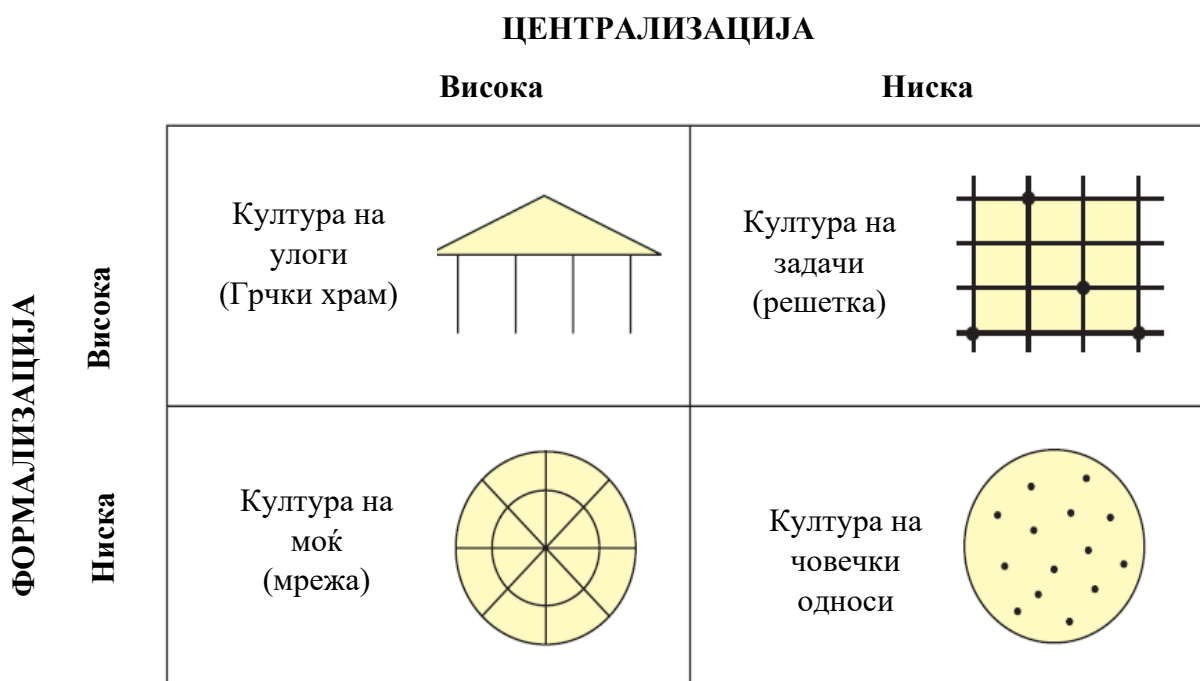 ЦЕНТРАЛИЗАЦИЈА
Висока
Ниска
ФОРМАЛИЗАЦИЈА
Висока
Култура на
улоги
(Грчки храм)
Култура на
задачи
(решетка)
Ниска
Култура на
моќ
(мрежа)
Култура на
човечки
односи